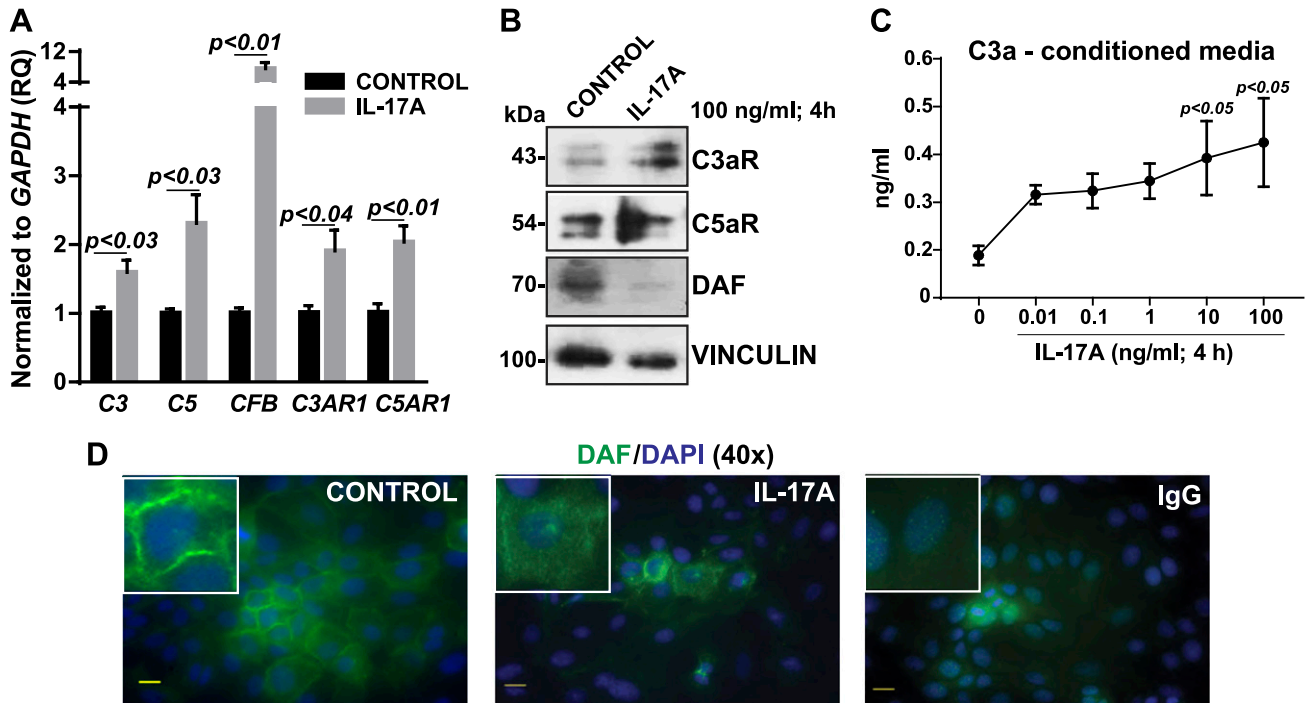 A
Normalized to GAPDH (RQ)
12
8
4
4
3
2
1
0
p<0.03
p<0.03
p<0.01
p<0.04
p<0.01
CONTROL
IL-17A
C3 C5 CFB C3AR1 C5AR1
B
CONTROL
IL-17A
kDa
100 ng/ml; 4h
43- C3aR
54- C5aR
70- DAF
100- VINCULIN
C
C3a - conditioned media
ng/ml
0.6
0.6
0.4
0.3
0.2
0.0
p<0.05
p<0.05
0 0.01 0.1 1 10 100
IL-17A (ng/ml; 4 h)
D
DAF/DAPI (40x)
CONTROL
IL-17A
IgG